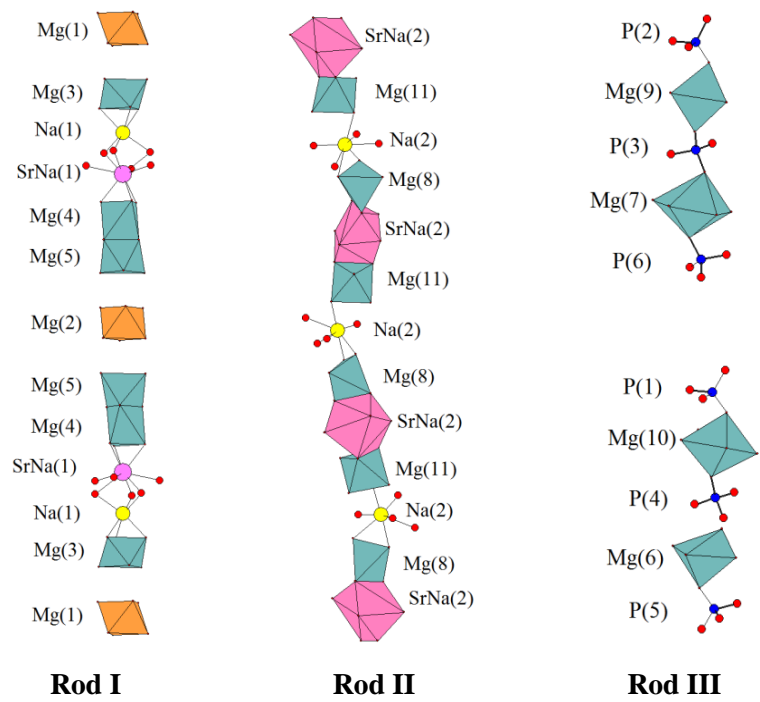 Mg(1)
Mg(3)
Na(1)
SrNa(1)
Mg(4)
Mg(5)
Mg(2)
Mg(5)
Mg(4)
SrNa(1)
Na(1)
Mg(3)
Mg(1)
Rod I
SrNa(2)
Mg(11)
Na(2)
Mg(8)
SrNa(2)
Mg(11)
Na(2)
Mg(8)
SrNa(2)
Mg(11)
Na(2)
Mg(8)
SrNa(2)
Rod II
P(2)
Mg(9)
P(3)
Mg(7)
P(6)
P(1)
Mg(10)
P(4)
Mg(6)
P(5)
Rod III